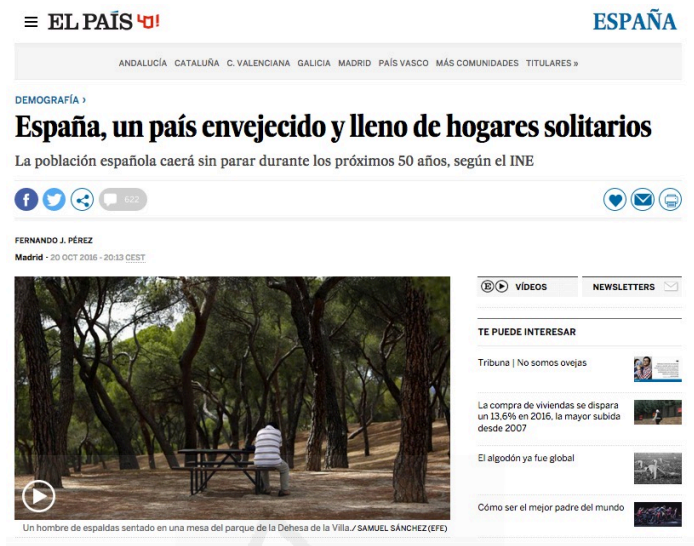 EL PAÍS 40!
ESPAÑA
ANDALUCÍA CATALUÑA C. VALENCIANA GALICIA MADRID PAÍS VASCO MÁS COMUNIDADES TITULARES »
DEMOGRAFÍA ›
España, un país envejecido y lleno de hogares solitarios
La población española caerá sin parar durante los próximos 50 años, según el INE
622
FERNANDO J. PÉREZ
Madrid - 20 OCT 2016 - 20:13 CEST
Un hombre de espaldas sentado en una mesa del parque de la Dehesa de la Villa./ SAMUEL SÁNCHEZ (EFE)
VÍDEOS
NEWSLETTERS
TE PUEDE INTERESAR
Tribuna | No somos ovejas
La compra de viviendas se dispara
un 13,6% en 2016, la mayor subida
desde 2007
El algodón ya fue global
Cómo ser el mejor padre del mundo